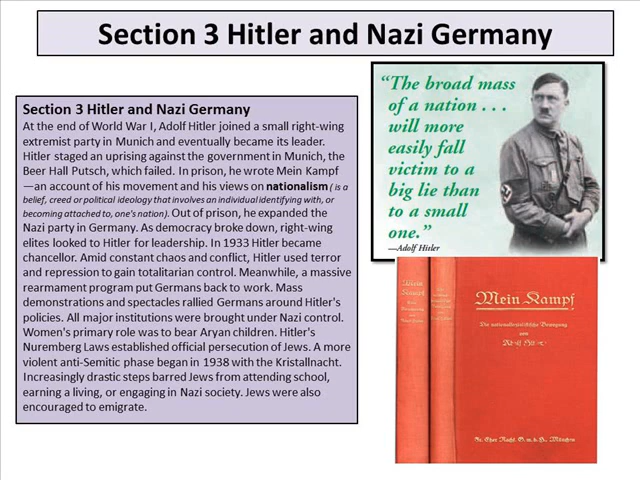 Section 3 Hitler and Nazi Germany
Section 3 Hitler and Nazi Germany
At the end of World War I, Adolf Hitler joined a small right-wing
extremist party in Munich and eventually became its leader.
Hitler staged an uprising against the government in Munich, the
Beer Hall Putsch, which failed. In prison, he wrote Mein Kampf
—an account of his movement and his views on nationalism ( is a
belief, creed or political ideology that involves an individual identifying with, or
becoming attached to, one's nation). Out of prison, he expanded the
Nazi party in Germany. As democracy broke down, right-wing
elites looked to Hitler for leadership. In 1933 Hitler became
chancellor. Amid constant chaos and conflict, Hitler used terror
and repression to gain totalitarian control. Meanwhile, a massive
rearmament program put Germans back to work. Mass
demonstrations and spectacles rallied Germans around Hitler's
policies. All major institutions were brought under Nazi control.
Women's primary role was to bear Aryan children. Hitler's
Nuremberg Laws established official persecution of Jews. A more
violent anti-Semitic phase began in 1938 with the Kristallnacht.
Increasingly drastic steps barred Jews from attending school,
earning a living, or engaging in Nazi society. Jews were also
encouraged to emigrate.
“The broad mass
of a nation . . .
will more
easily fall
victim to a
big lie than
to a small
one.”
—Adolf Hitler
Mein
Kampf
Mein Kampf
Die nationalsozialistische Bewegung
von
Adolf Hitler